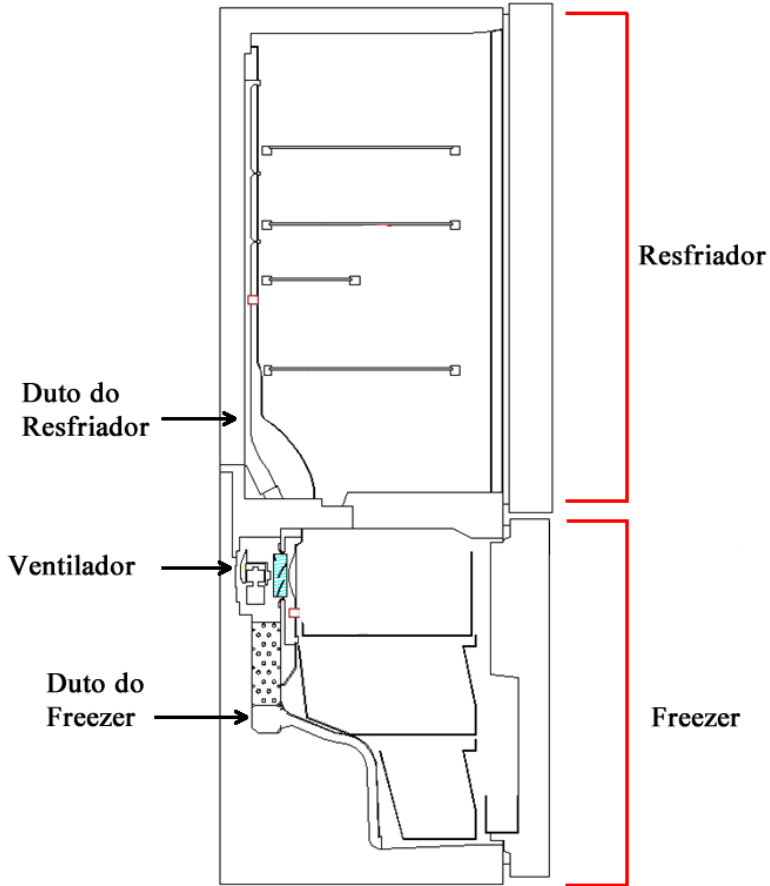 Resfriador
Duto do
Resfriador
Ventilador
Duto do
Freezer
Freezer